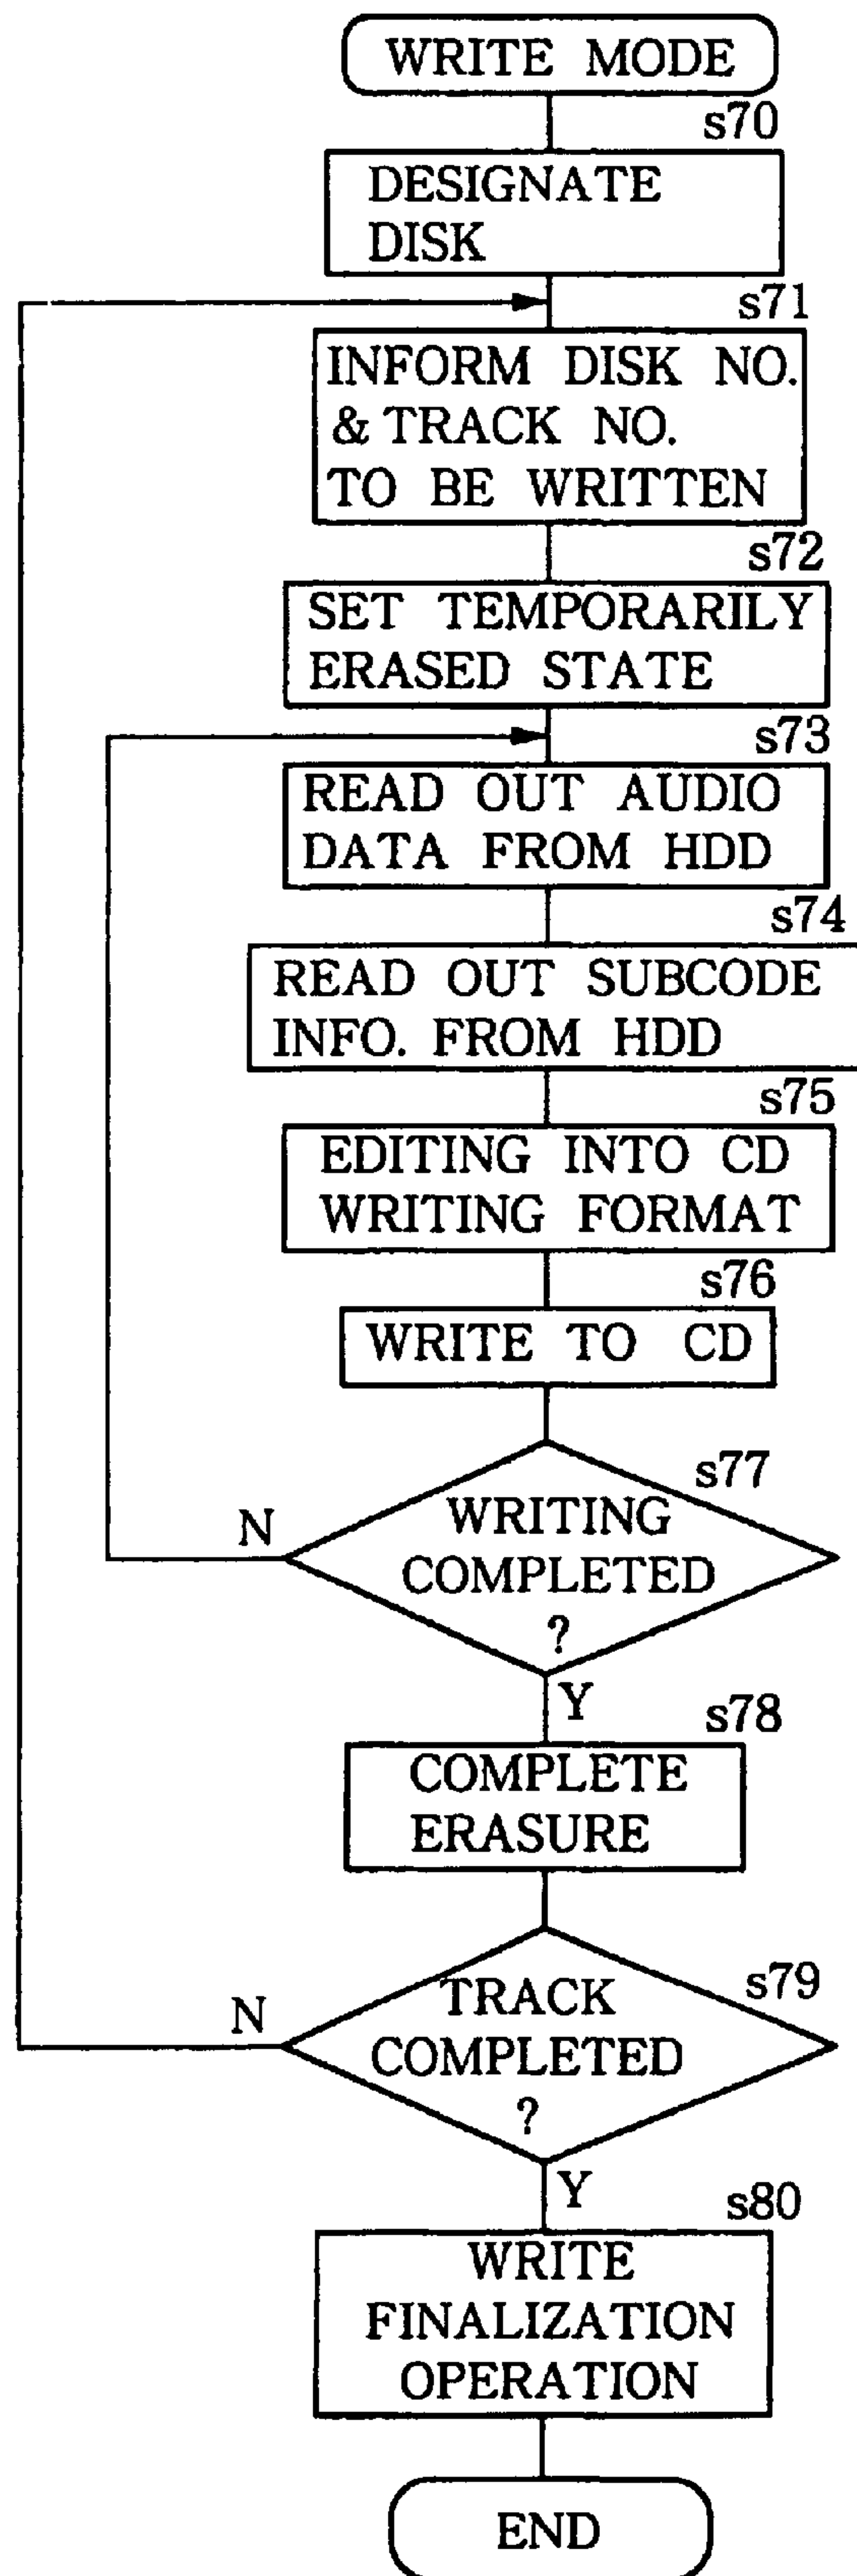 WRITE MODE
s70
DESIGNATE
DISK
s71
INFORM DISK NO.
& TRACK NO.
TO BE WRITTEN
s72
SET TEMPORARILY
ERASED STATE
s73
READ OUT AUDIO
DATA FROM HDD
s74
READ OUT SUBCODE
INFO. FROM HDD
s75
EDITING INTO CD
WRITING FORMAT
s76
WRITE TO CD
s77
N
WRITING
COMPLETED
?
Y
s78
COMPLETE
ERASURE
s79
N
TRACK
COMPLETED
?
Y
s80
WRITE
FINALIZATION
OPERATION
END